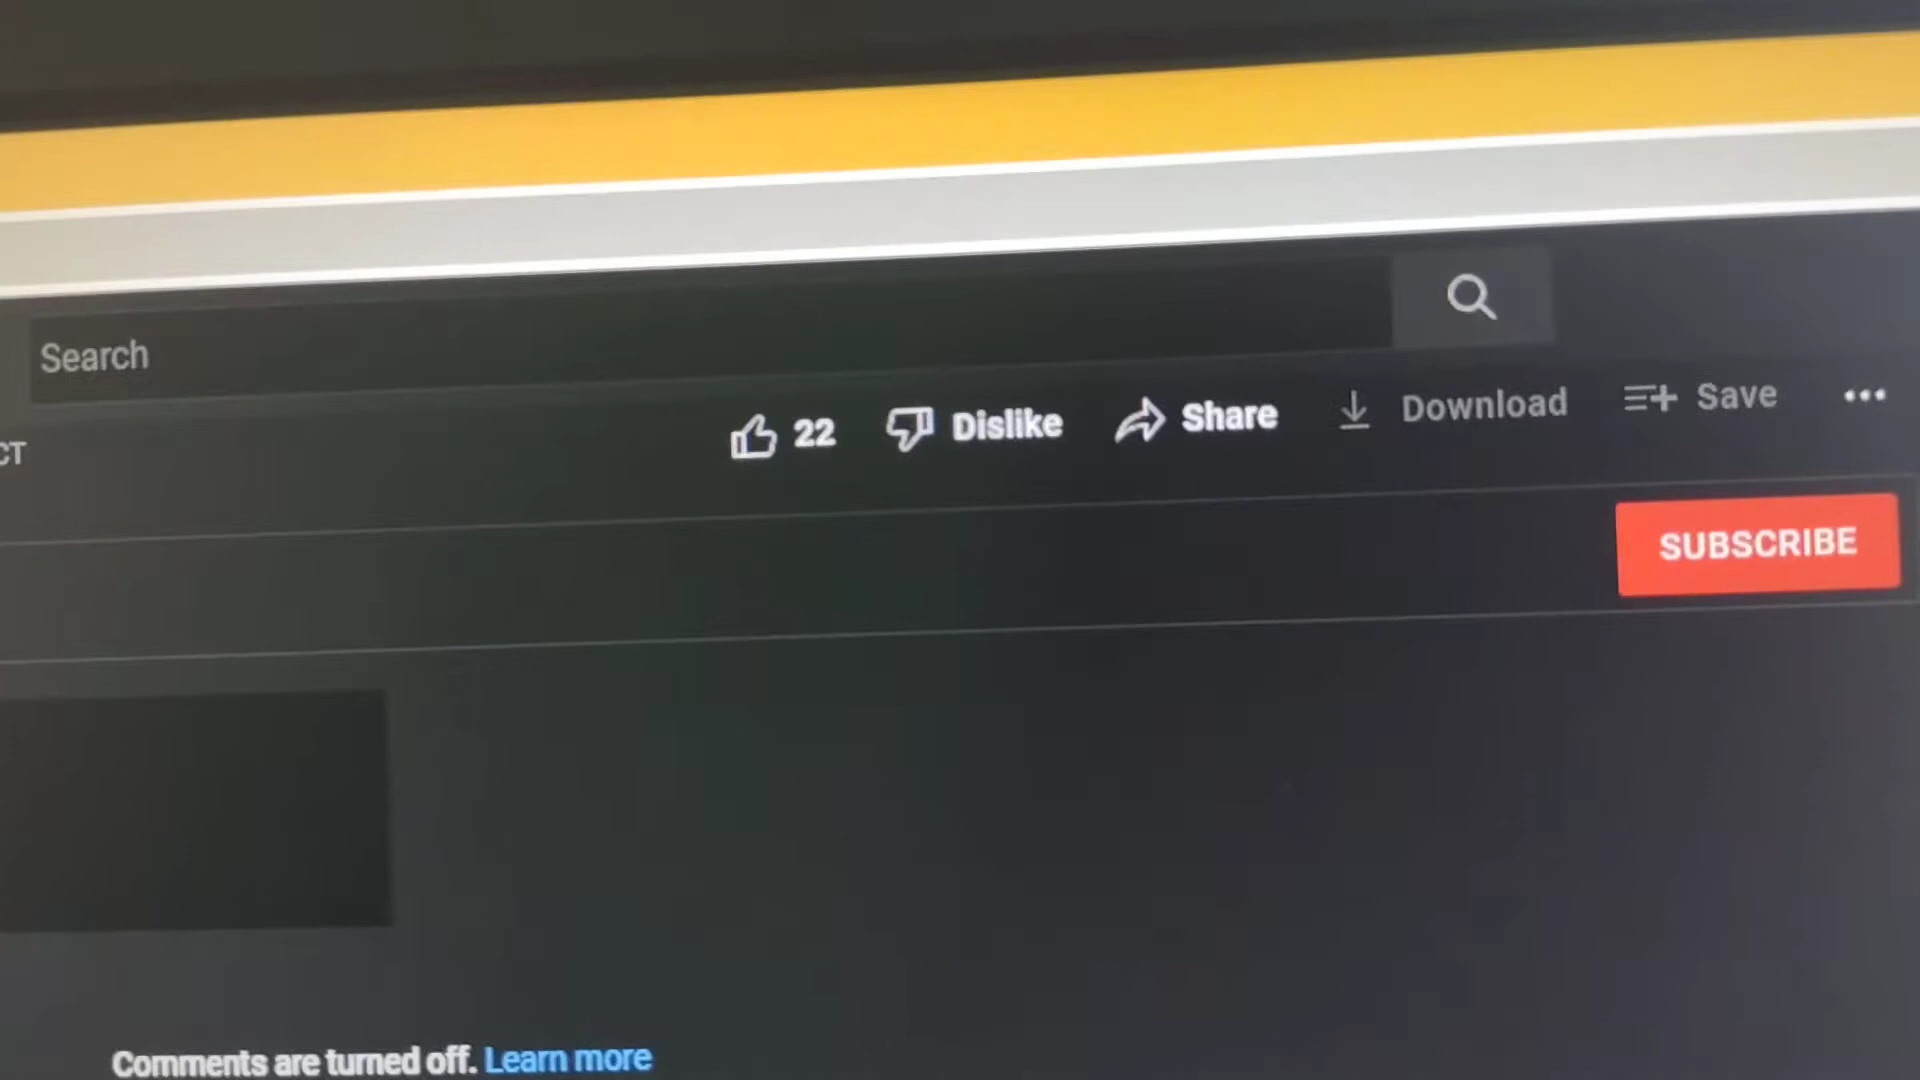 Search
CT
22 Dislike Share Download Save
SUBSCRIBE
Comments are turned off. Learn more